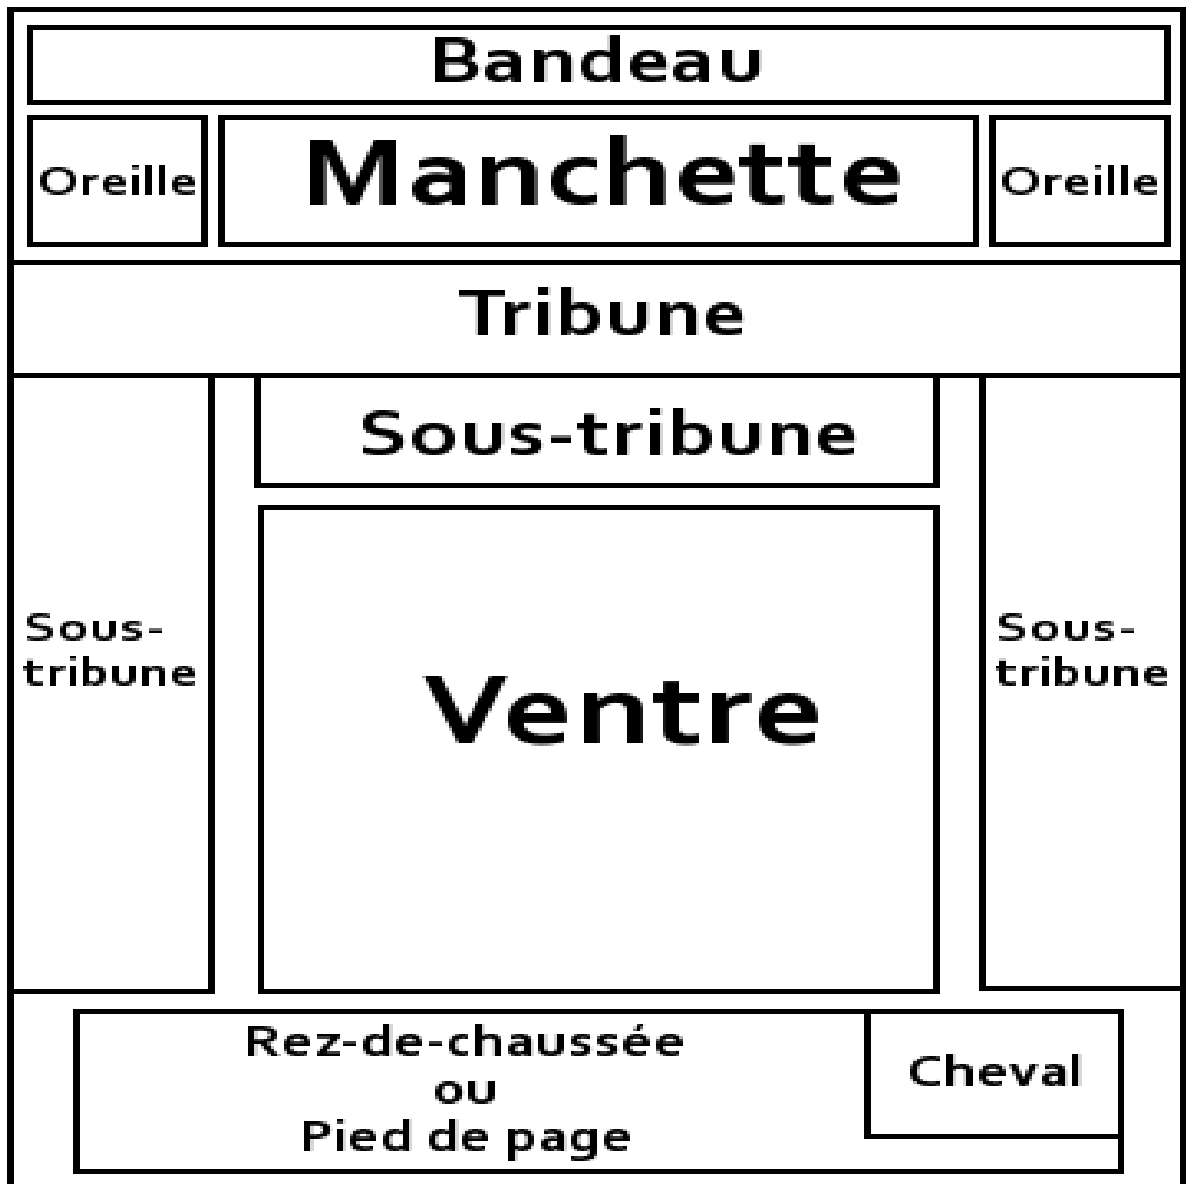 Bandeau
Oreille
Manchette
Oreille
Tribune
Sous-tribune
Sous-
tribune
Ventre
Sous-
tribune
Rez-de-chaussée
ou
Pied de page
Cheval